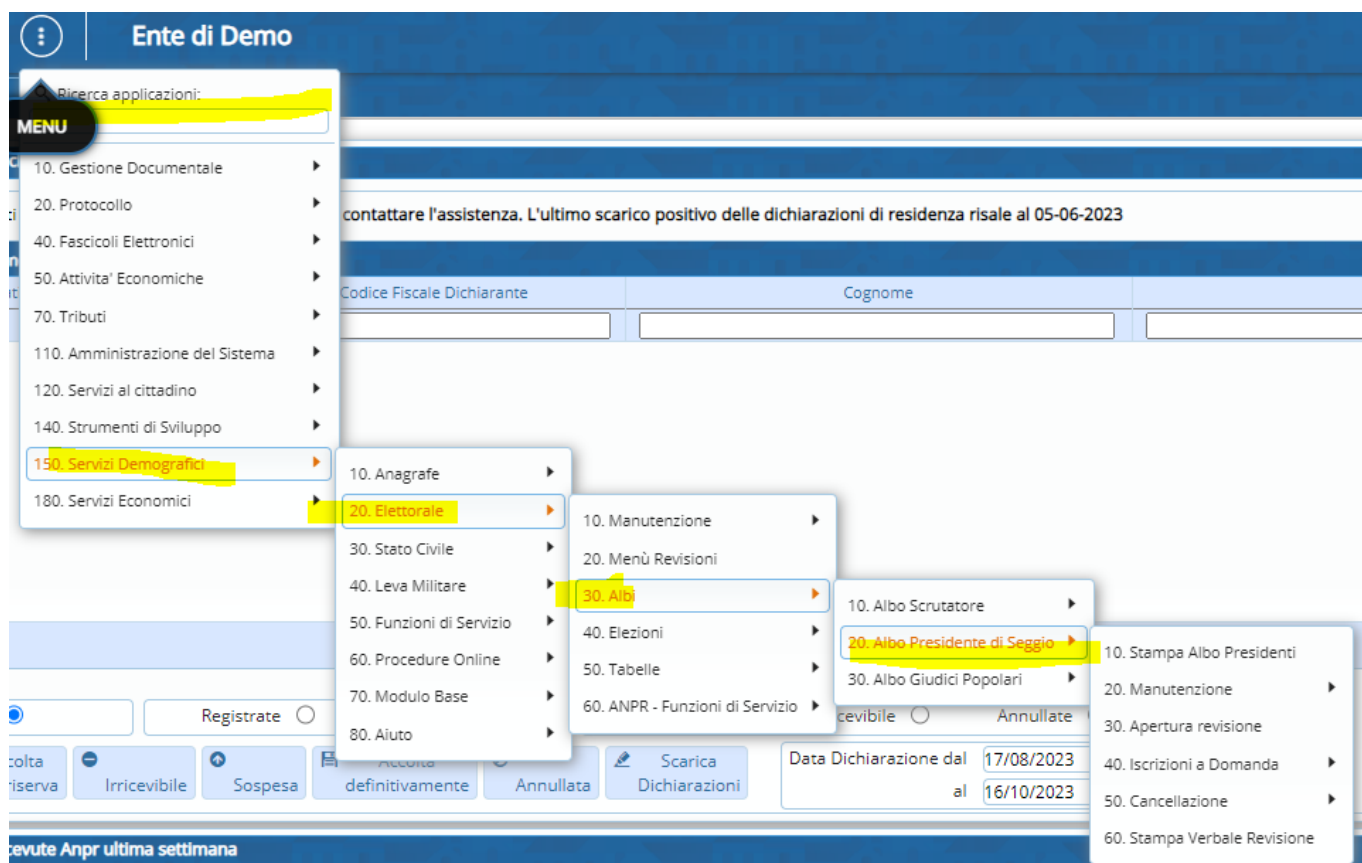 Ente di Demo
Ricerca applicazioni:
MENU
10. Gestione Documentale
20. Protocollo
40. Fascicoli Elettronici
50. Attivita' Economiche
70. Tributi
110. Amministrazione del Sistema
120. Servizi al cittadino
140. Strumenti di Sviluppo
150. Servizi Demografici
180. Servizi Economici
contattare l'assistenza. L'ultimo scarico positivo delle dichiarazioni di residenza risale al 05-06-2023
Codice Fiscale Dichiarante
Cognome
10. Anagrafe
20. Elettorale
30. Stato Civile
40. Leva Militare
50. Funzioni di Servizio
60. Procedure Online
70. Modulo Base
80. Aiuto
10. Manutenzione
20. Menù Revisioni
30. Albi
40. Elezioni
50. Tabelle
60. ANPR - Funzioni di Servizio
10. Albo Scrutatore
20. Albo Presidente di Seggio
30. Albo Giudici Popolari
10. Stampa Albo Presidenti
20. Manutenzione
30. Apertura revisione
40. Iscrizioni a Domanda
50. Cancellazione
60. Stampa Verbale Revisione
Registrate
Annullate
Irricevibile
Sospesa
definitivamente
Annullata
Scarica
Dichiarazioni
Data Dichiarazione dal 17/08/2023
al 16/10/2023
Anpr ultima settimana